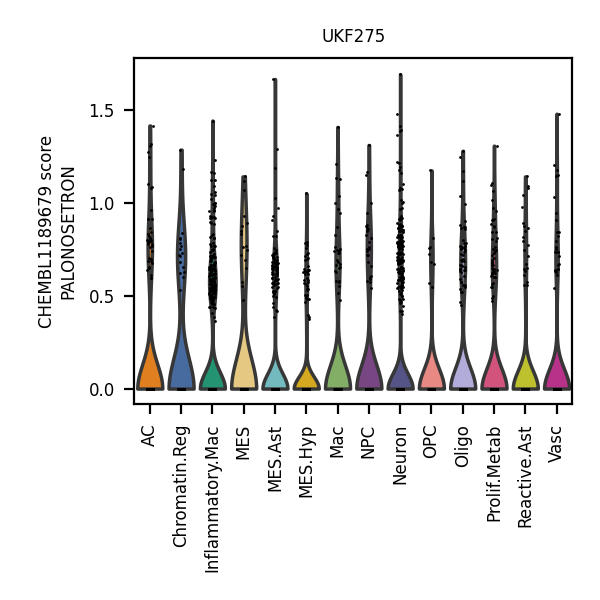 UKF275
CHEMBL1189679 score
PALONOSETRON
1.5
1.0
0.5
0.0
AC
Chromatin.Reg
Inflammatory.Mac
MES
MES.Ast
MES.Hyp
Mac
NPC
Neuron
OPC
Oligo
Prolif.Metab
Reactive.Ast
Vasc